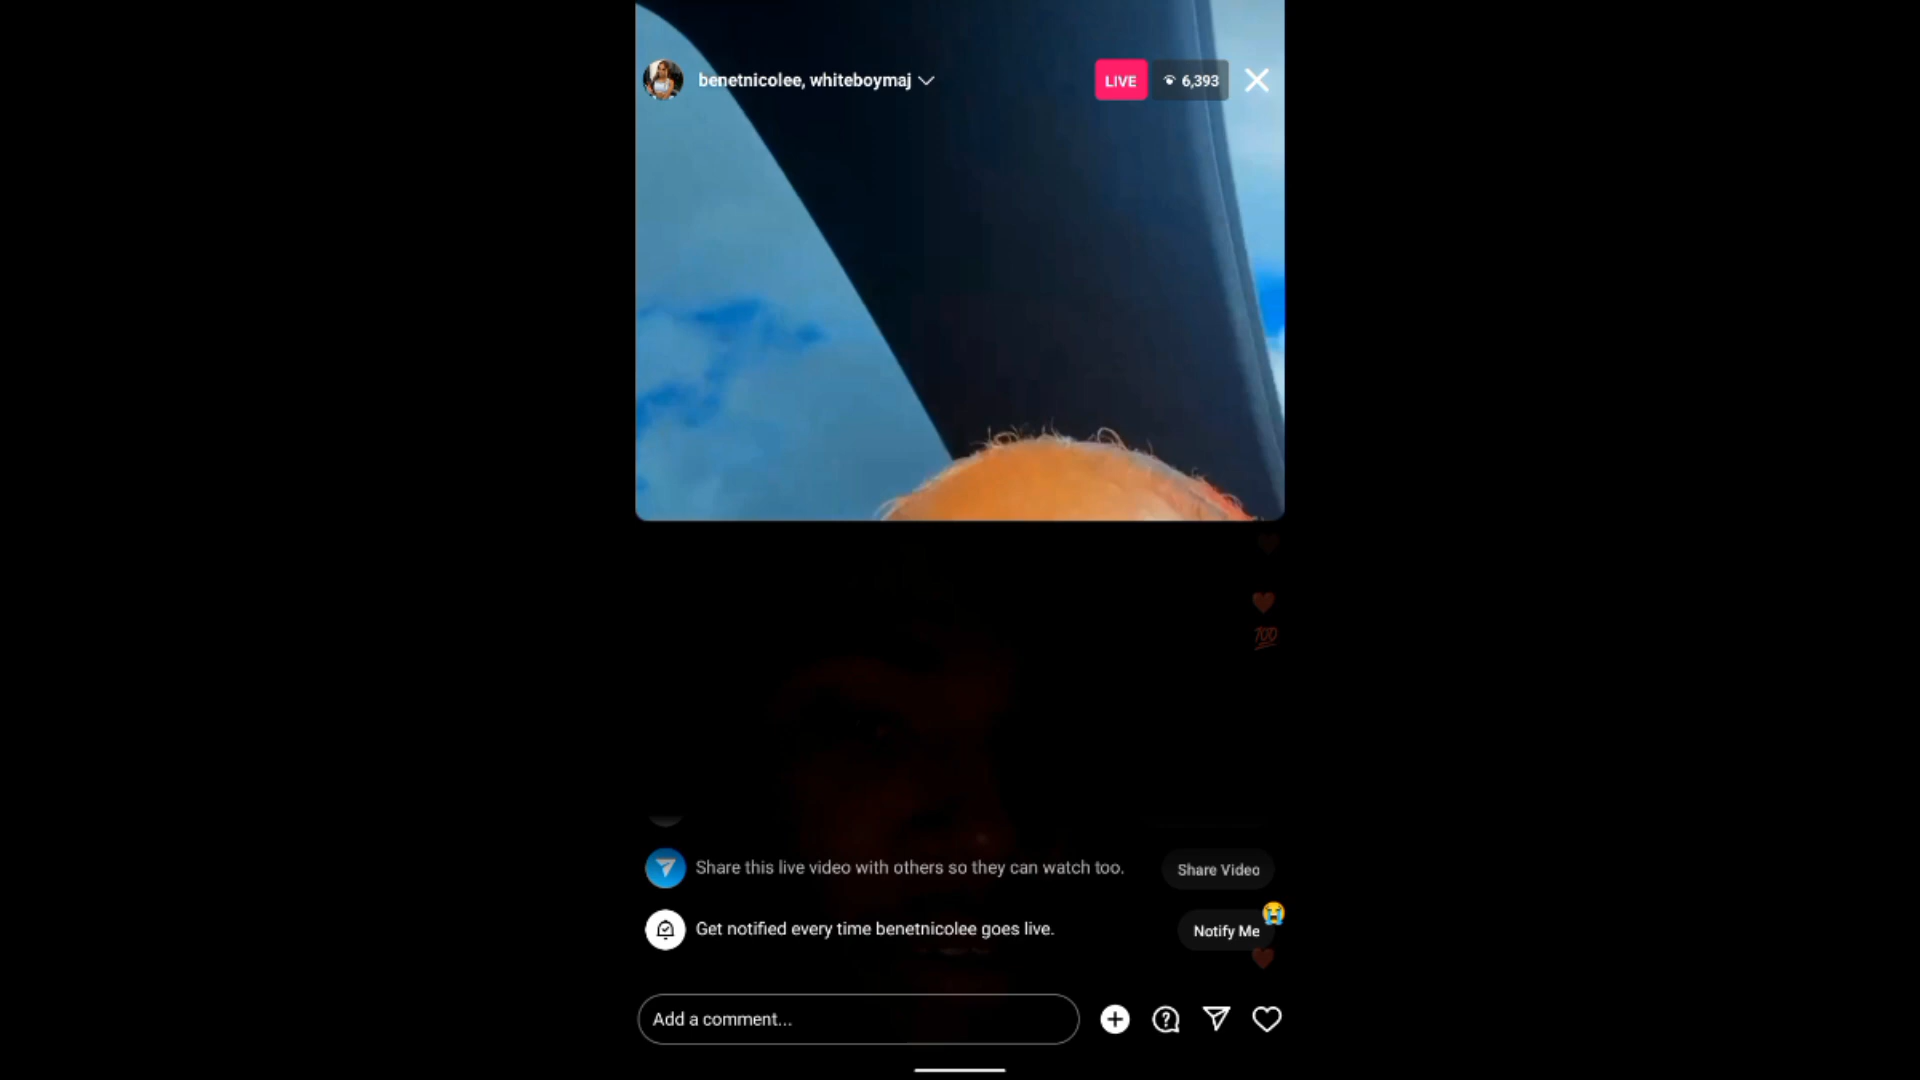 benetnicolee, whiteboymaj
LIVE
6,393
100
Share this live video with others so they can watch too.
Share Video
Get notified every time benetnicolee goes live.
Notify Me
Add a comment...